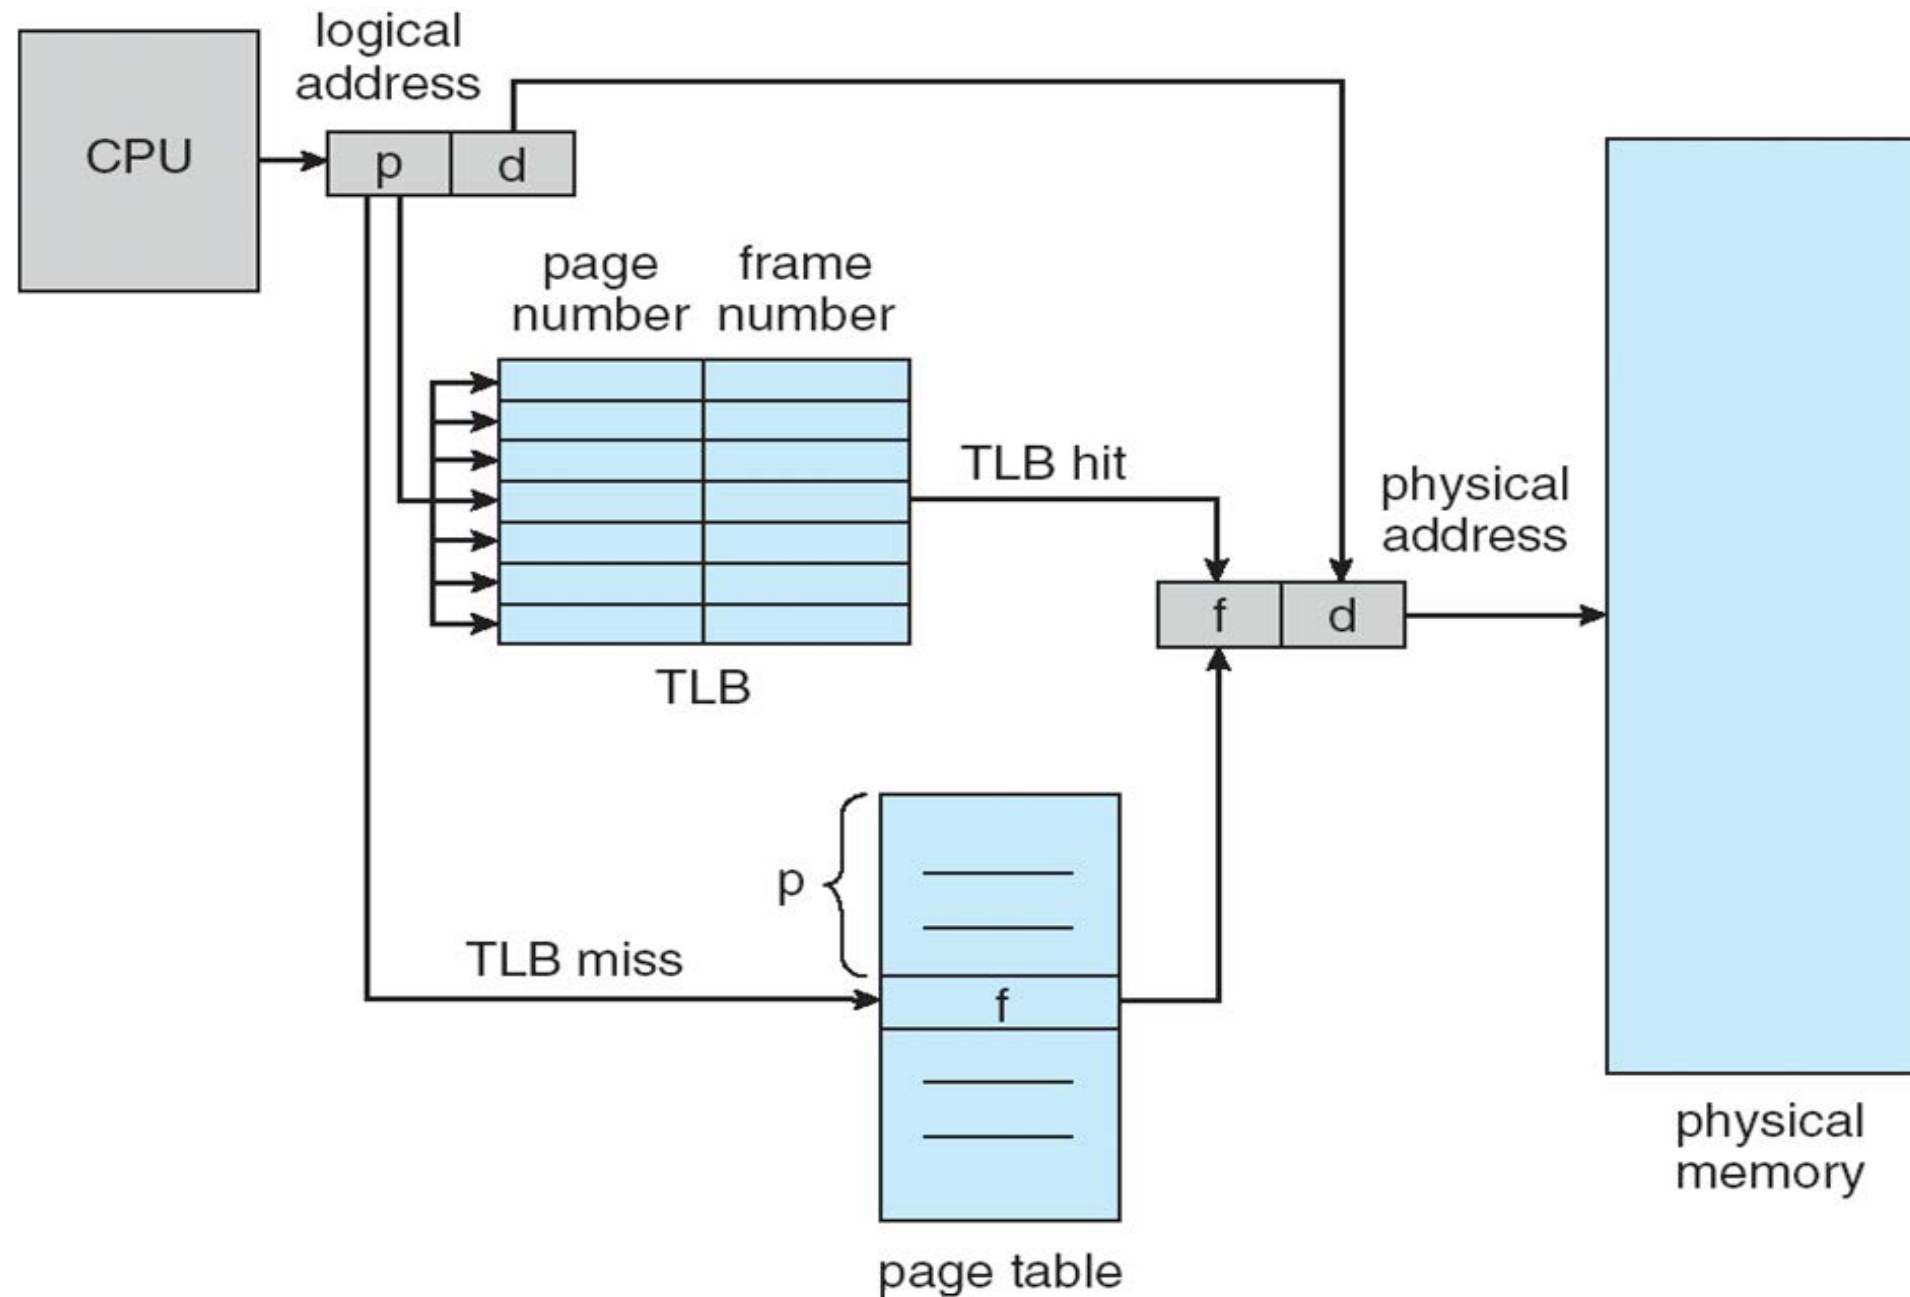 logical
address
CPU
p
d
page
number
frame
number
TLB hit
physical
address
f
d
TLB
p
TLB miss
f
physical
memory
page table